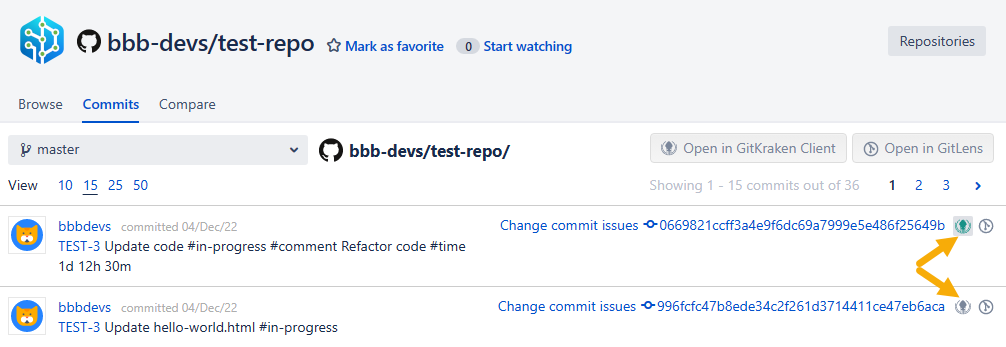 bbb-devs/test-repo Mark as favorite 0 Start watching Repositories
Browse Commits Compare
master bbb-devs/test-repo/ Open in GitKraken Client Open in GitLens
View 10 15 25 50 Showing 1 - 15 commits out of 36 1 2 3
bbbdevs committed 04/Dec/22 Change commit issues 0669821ccff3a4e9f6dc69a7999e5e486f25649b
TEST-3 Update code #in-progress #comment Refactor code #time
1d 12h 30m
bbbdevs committed 04/Dec/22 Change commit issues 996fcfc47b8ede34c2f261d3714411ce47eb6aca
TEST-3 Update hello-world.html #in-progress